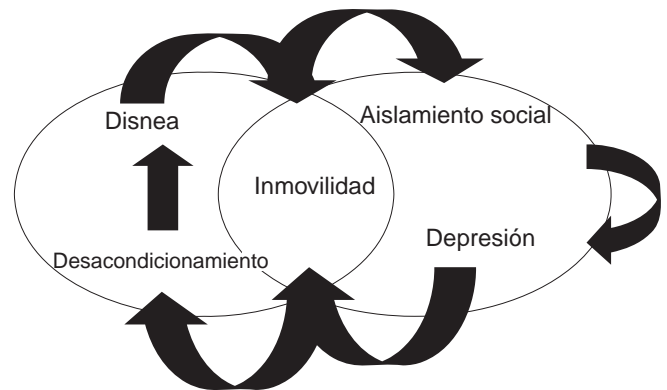 Disnea
Aislamiento social
Inmovilidad
Depresión
Desacondicionamiento